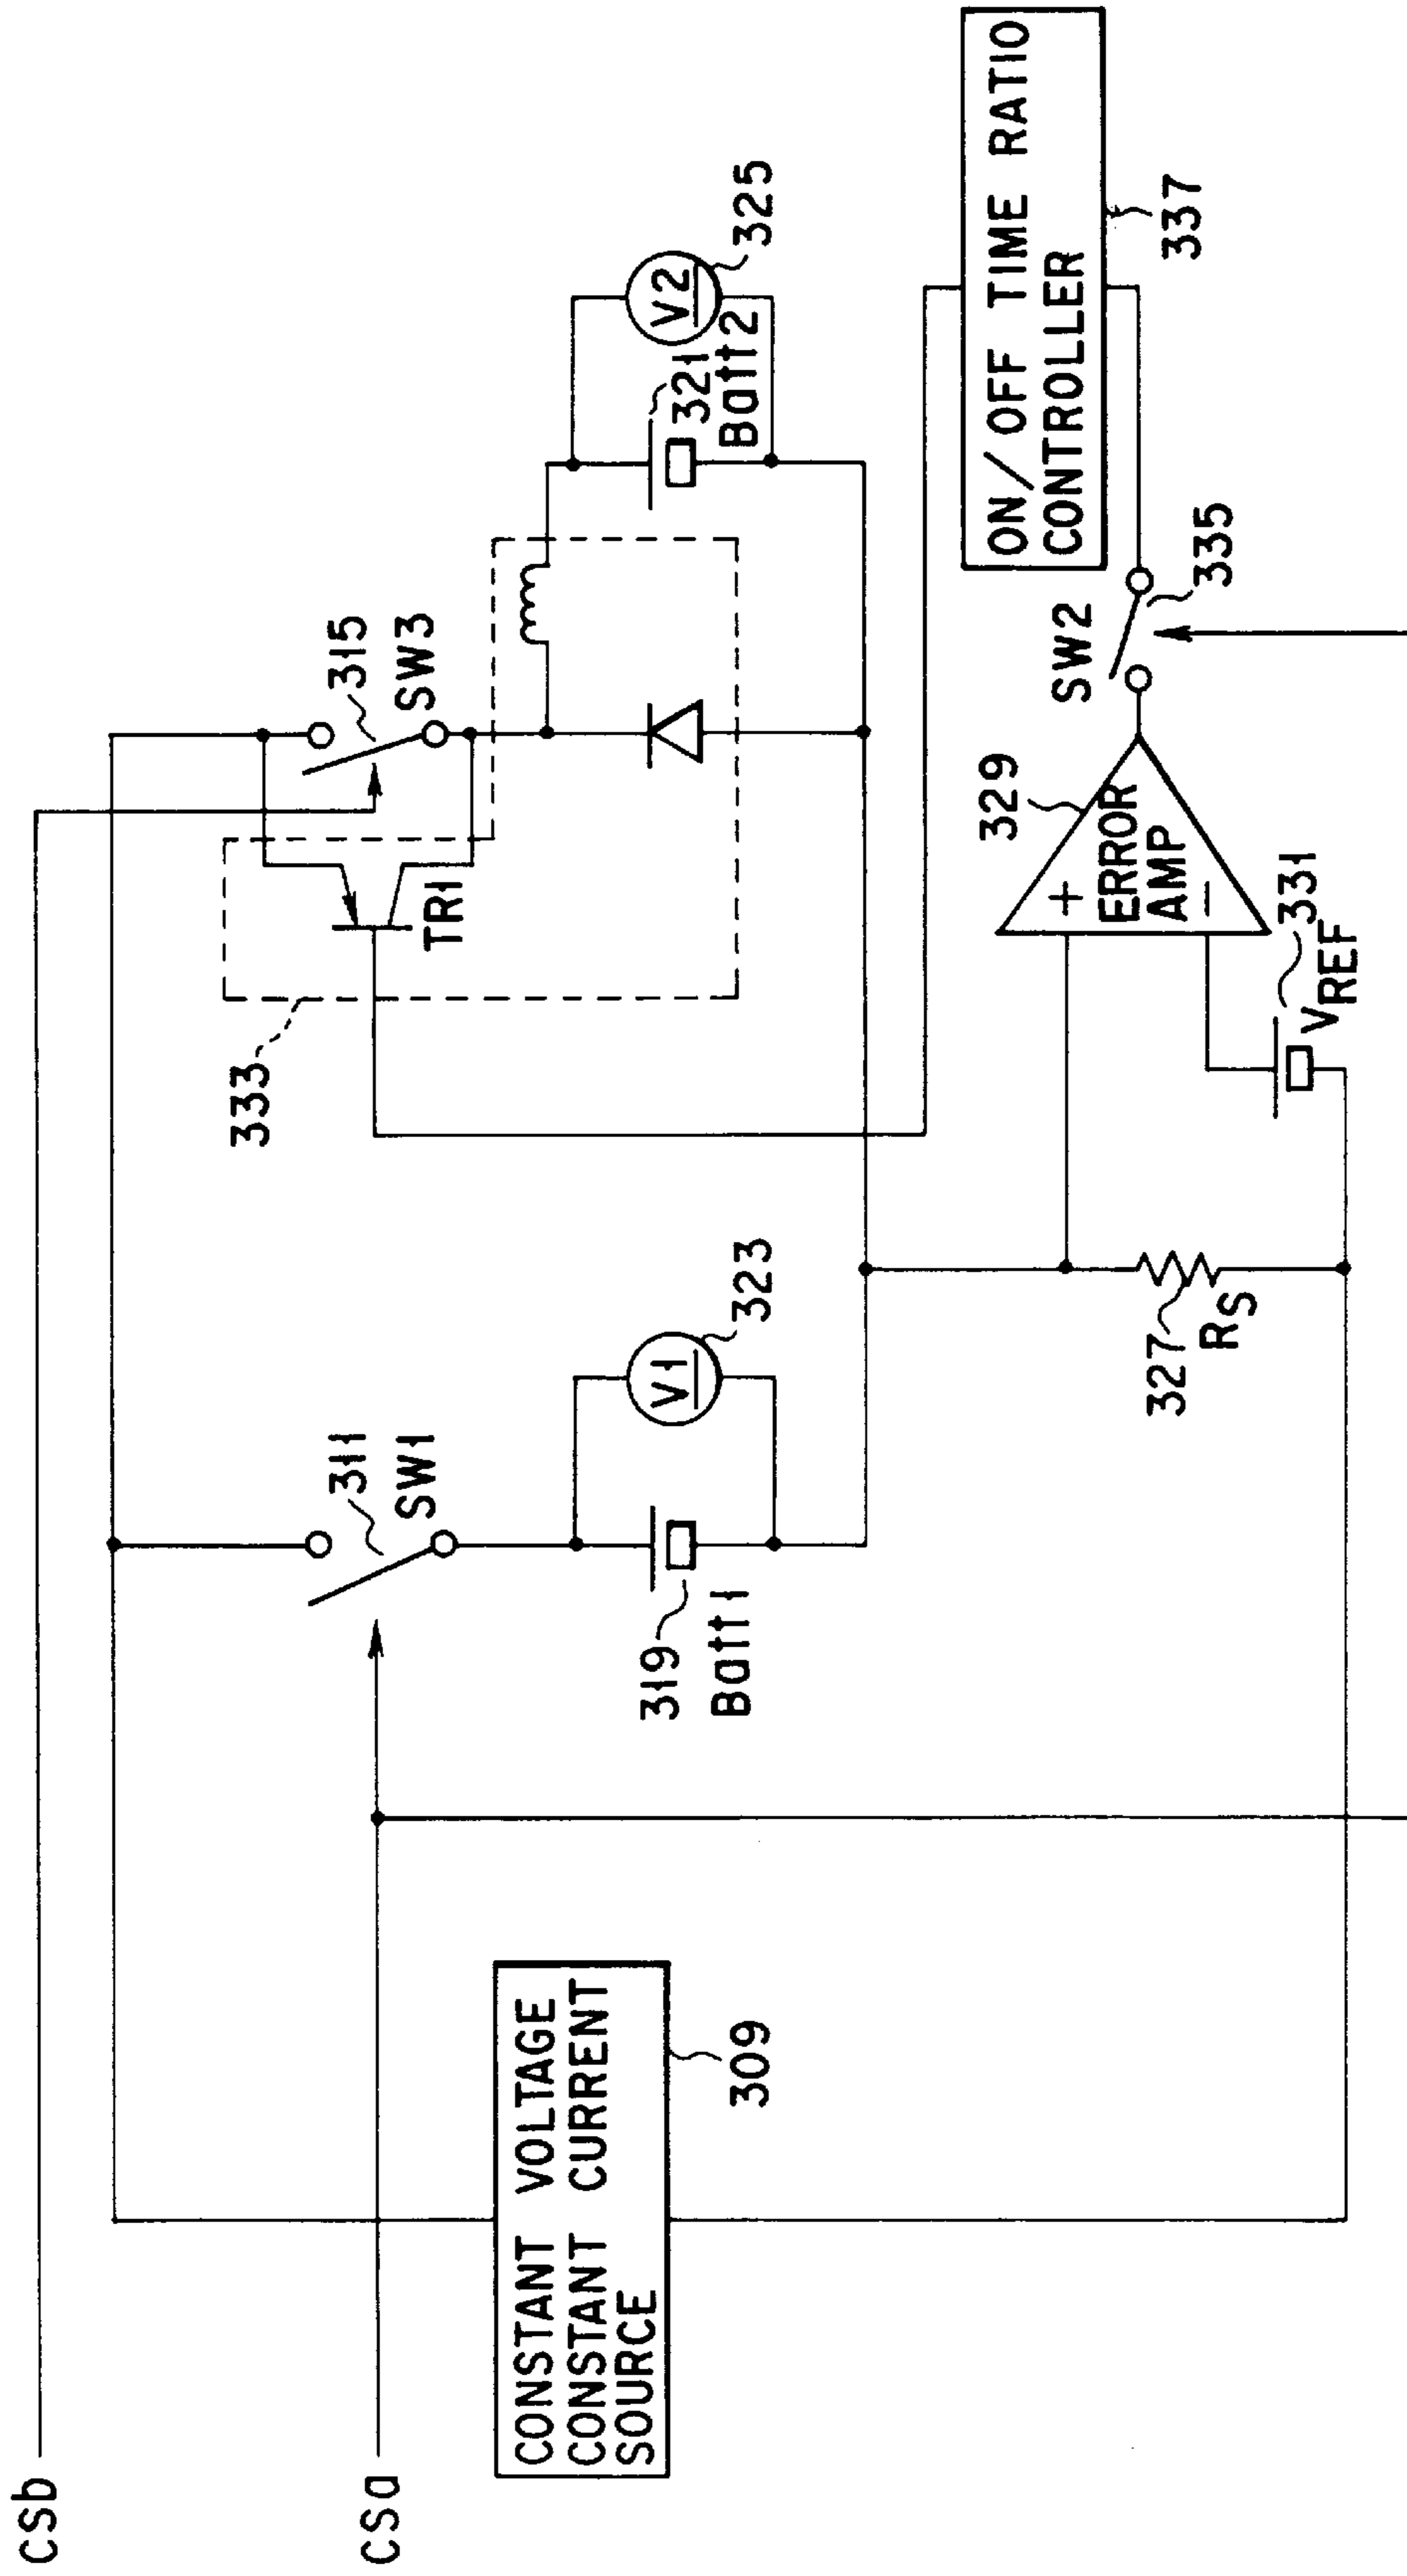 CSb
CSa
CONSTANT VOLTAGE
CONSTANT CURRENT
SOURCE
309
311
SW1
319
Batt1
V1
323
333
TR1
315
SW3
321
Batt2
V2
325
327
RS
329
+
ERROR
AMP
−
331
VREF
SW2
335
ON/OFF TIME RATIO
CONTROLLER
337